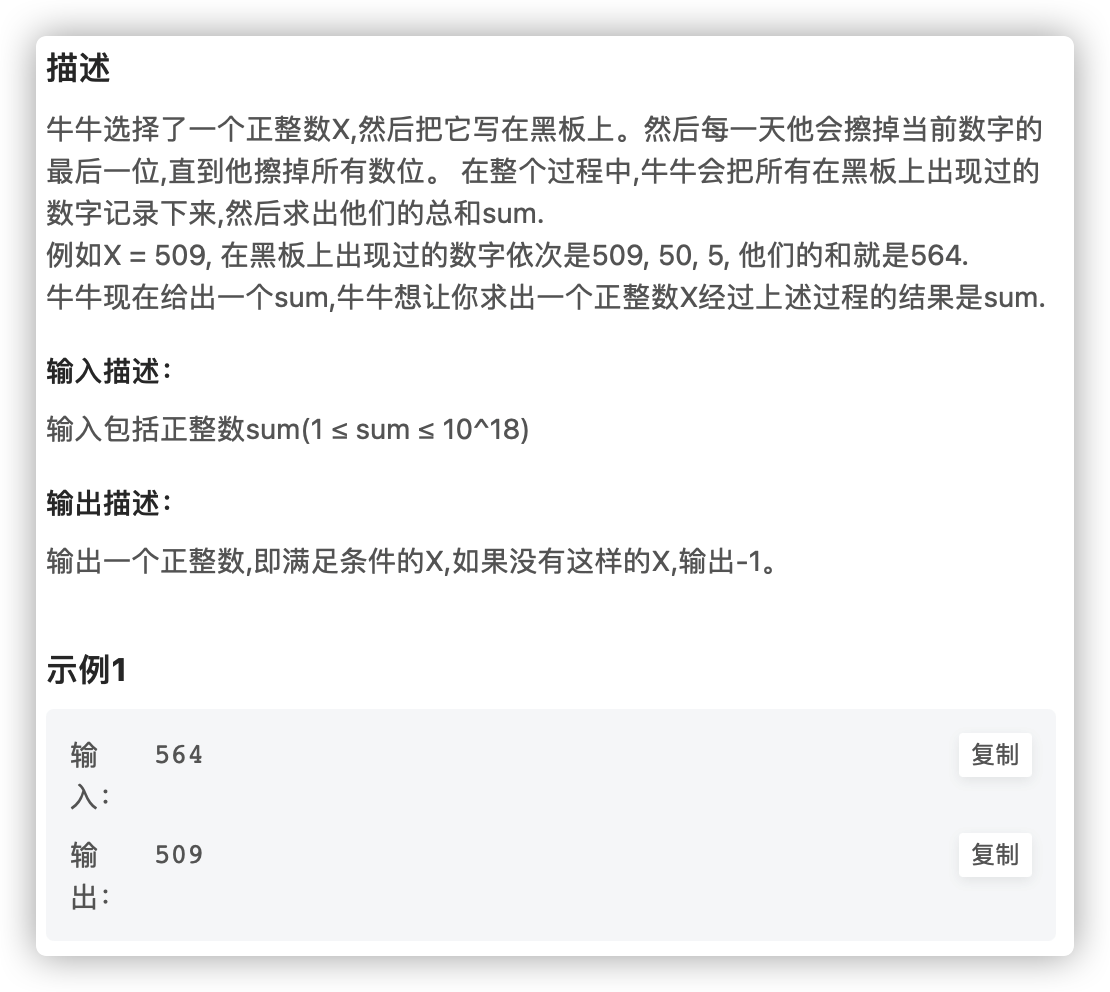 描述
牛牛选择了一个正整数X,然后把它写在黑板上。然后每一天他会擦掉当前数字的
最后一位,直到他擦掉所有数位。 在整个过程中,牛牛会把所有在黑板上出现过的
数字记录下来,然后求出他们的总和sum.
例如X = 509, 在黑板上出现过的数字依次是509, 50, 5, 他们的和就是564.
牛牛现在给出一个sum,牛牛想让你求出一个正整数X经过上述过程的结果是sum.
输入描述：
输入包括正整数sum(1 ≤ sum ≤ 10^18)
输出描述：
输出一个正整数,即满足条件的X,如果没有这样的X,输出-1。
示例1
输 564 复制
入：
输 509 复制
出：